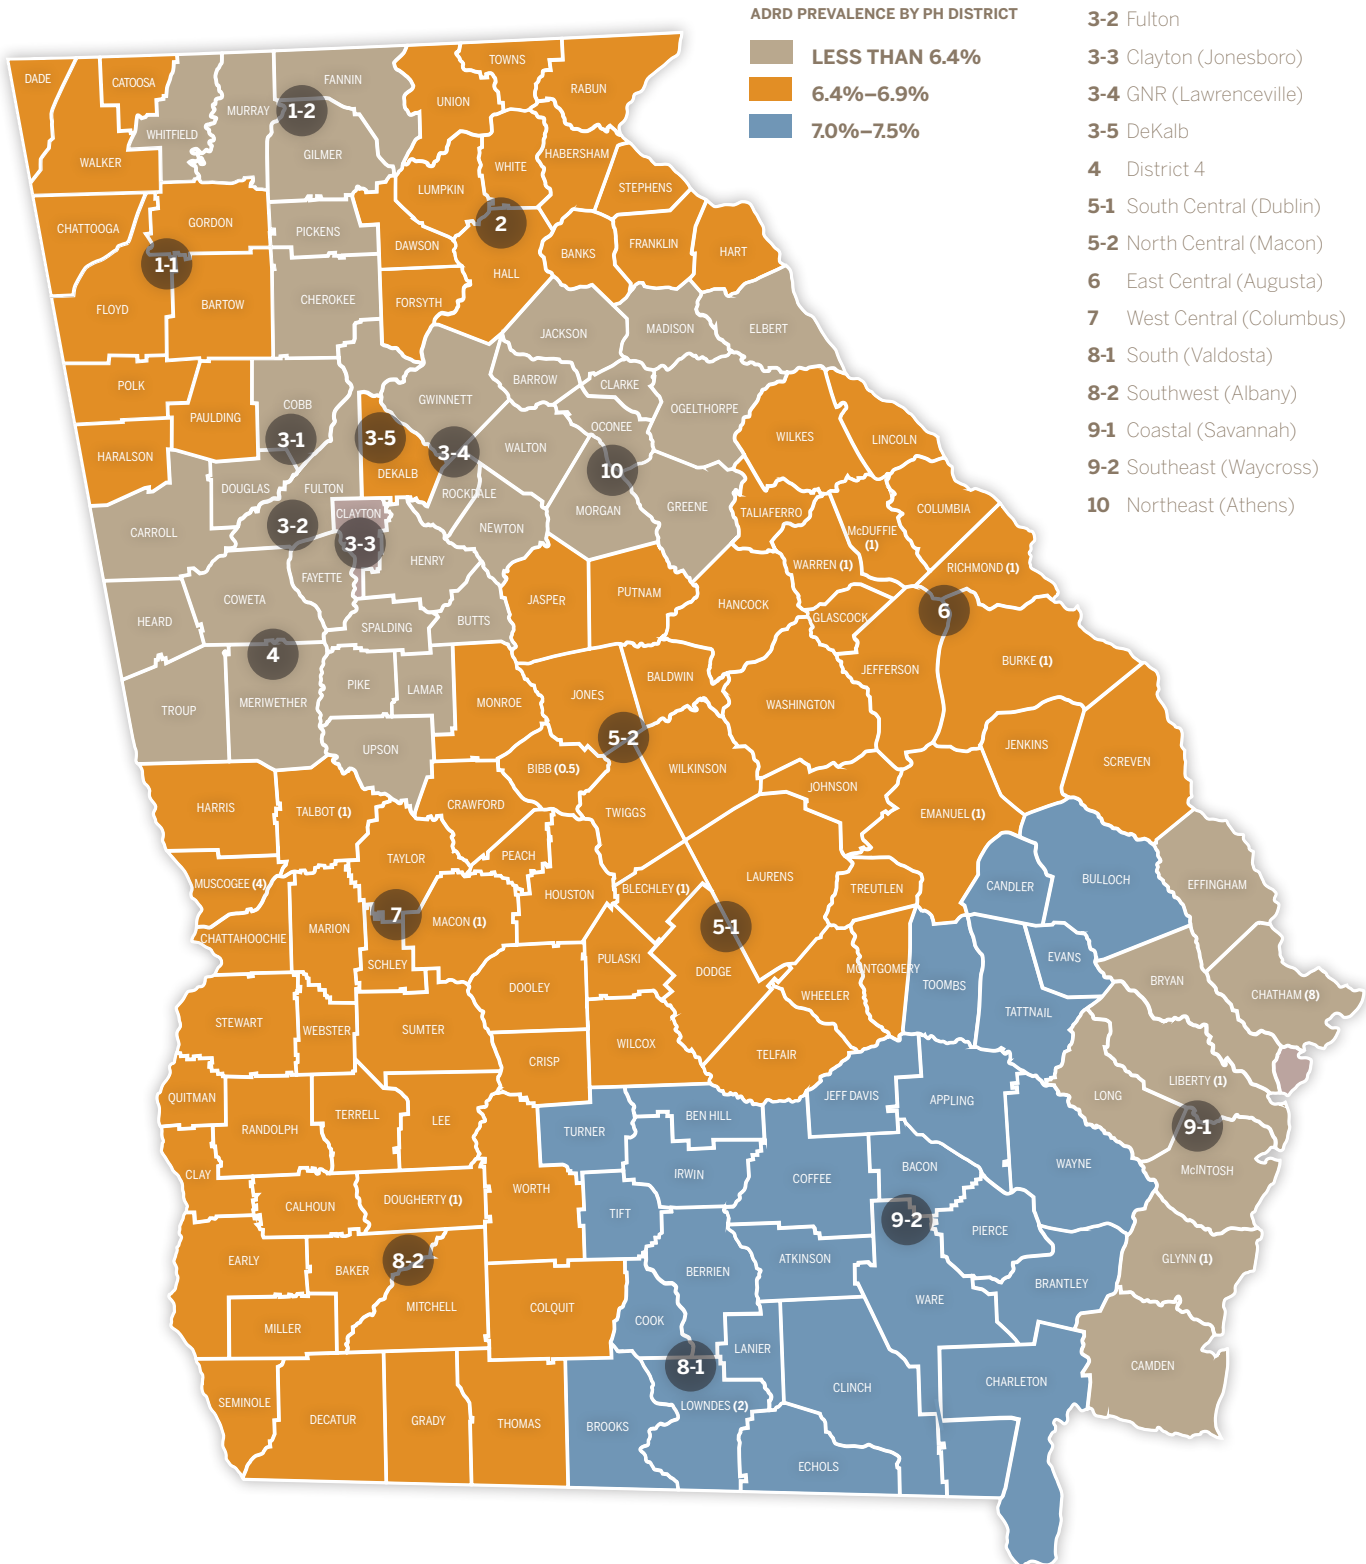 ADRD PREVALENCE BY PH DISTRICT
LESS THAN 6.4%
6.4%–6.9%
7.0%–7.5%
3-2 Fulton
3-3 Clayton (Jonesboro)
3-4 GNR (Lawrenceville)
3-5 DeKalb
4 District 4
5-1 South Central (Dublin)
5-2 North Central (Macon)
6 East Central (Augusta)
7 West Central (Columbus)
8-1 South (Valdosta)
8-2 Southwest (Albany)
9-1 Coastal (Savannah)
9-2 Southeast (Waycross)
10 Northeast (Athens)
DADE
CATOOSA
WHITFIELD
MURRAY
FANNIN
1-2
GILMER
UNION
TOWNS
RABUN
WALKER
WHITE
HABERSHAM
LUMPKIN
STEPHENS
CHATTOOGA
GORDON
PICKENS
DAWSON
2
HALL
BANKS
FRANKLIN
HART
1-1
FLOYD
BARTOW
CHEROKEE
FORSYTH
JACKSON
MADISON
ELBERT
POLK
PAULDING
COBB
3-1
GWINNETT
BARROW
CLARKE
OGELTHORPE
OCONEE
HARALSON
3-5
DEKALB
3-4
WALTON
10
WILKES
LINCOLN
DOUGLAS
FULTON
ROCKDALE
CARROLL
3-2
CLAYTON
3-3
NEWTON
MORGAN
GREENE
TALIAFERRO
McDUFFIE
(1)
COLUMBIA
HENRY
FAYETTE
WARREN (1)
RICHMOND (1)
HEARD
COWETA
SPALDING
BUTTS
JASPER
PUTNAM
HANCOCK
GLASCOCK
6
4
TROUP
MERIWETHER
PIKE
LAMAR
MONROE
JONES
BALDWIN
WASHINGTON
JEFFERSON
BURKE (1)
UPSON
5-2
BIBB (0.5)
WILKINSON
JENKINS
SCREVEN
HARRIS
TALBOT (1)
CRAWFORD
TWIGGS
JOHNSON
EMANUEL (1)
TAYLOR
PEACH
MUSCOGEE (4)
HOUSTON
BLECHLEY (1)
LAURENS
TREUTLEN
CANDLER
BULLOCH
EFFINGHAM
CHATTAHOOCHIE
MARION
7
MACON (1)
5-1
SCHLEY
PULASKI
DODGE
MONTGOMERY
EVANS
STEWART
WEBSTER
SUMTER
DOOLEY
WHEELER
TOOMBS
TATTNAIL
BRYAN
CHATHAM (8)
CRISP
WILCOX
TELFAIR
QUITMAN
RANDOLPH
TERRELL
LEE
TURNER
BEN HILL
JEFF DAVIS
APPLING
LONG
LIBERTY (1)
9-1
McINTOSH
CLAY
CALHOUN
DOUGHERTY (1)
WORTH
TIFT
IRWIN
COFFEE
BACON
WAYNE
EARLY
BAKER
8-2
MITCHELL
COLQUIT
BERRIEN
ATKINSON
9-2
PIERCE
GLYNN (1)
MILLER
COOK
LANIER
WARE
BRANTLEY
8-1
SEMINOLE
DECATUR
GRADY
THOMAS
BROOKS
LOWNDES (2)
CLINCH
CHARLETON
CAMDEN
ECHOLS